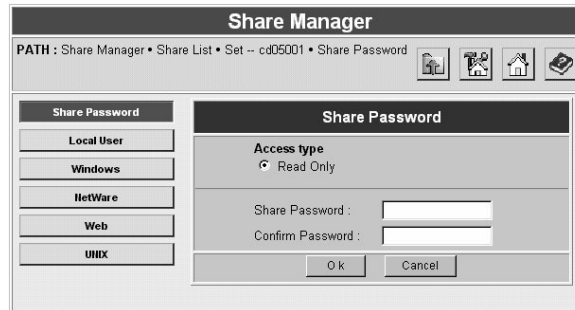 Share Manager
PATH : Share Manager • Share List • Set -- cd05001 • Share Password
Share Password
Local User
Windows
NetWare
Web
UNIX
Share Password
Access type
Read Only
Share Password :
Confirm Password :
Ok
Cancel